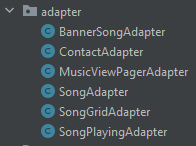 adapter
BannerSongAdapter
ContactAdapter
MusicViewPagerAdapter
SongAdapter
SongGridAdapter
SongPlayingAdapter